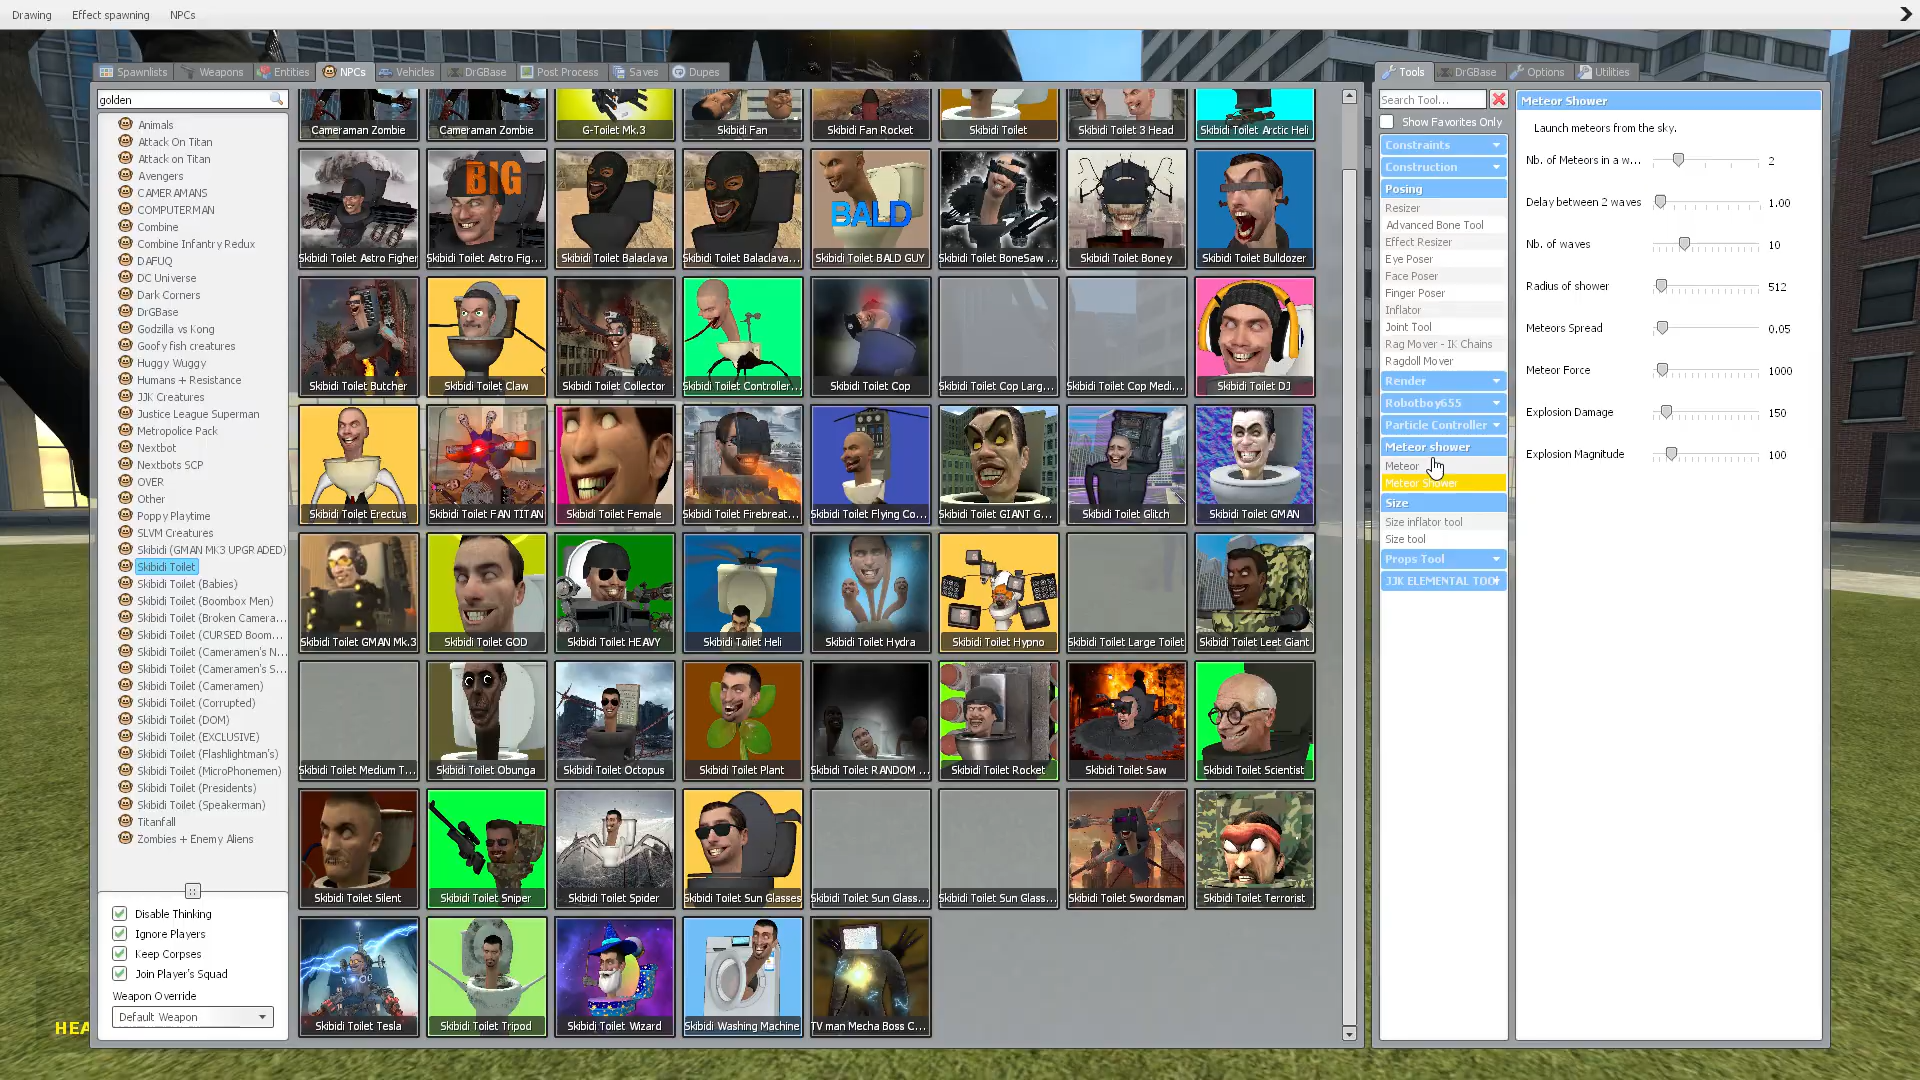 Drawing
Effect spawning
NPCs
Spawnlists
Weapons
Entities
NPCs
Vehicles
DrGBase
Post Process
Saves
Dupes
golden
Animals
Attack On Titan
Attack on Titan
Avengers
CAMERAMANS
COMPUTERMAN
Combine
Combine Infantry Redux
DAFUQ
DC Universe
Dark Corners
DrGBase
Godzilla vs Kong
Goofy fish creatures
Huggy Wuggy
Humans + Resistance
JJK Creatures
Justice League Superman
Metropolice Pack
Nextbot
Nextbots SCP
OVER
Other
Poppy Playtime
SLVM Creatures
Skibidi (GMAN MK3 UPGRADED)
Skibidi Toilet
Skibidi Toilet (Babies)
Skibidi Toilet (Boombox Men)
Skibidi Toilet (Broken Camera...
Skibidi Toilet (CURSED Boom...
Skibidi Toilet (Cameramen's N...
Skibidi Toilet (Cameramen's S...
Skibidi Toilet (Cameramen)
Skibidi Toilet (Corrupted)
Skibidi Toilet (DOM)
Skibidi Toilet (EXCLUSIVE)
Skibidi Toilet (Flashlightman's)
Skibidi Toilet (MicroPhonemen)
Skibidi Toilet (Presidents)
Skibidi Toilet (Speakerman)
Titanfall
Zombies + Enemy Aliens
Disable Thinking
Ignore Players
Keep Corpses
Join Player's Squad
Weapon Override
Default Weapon
HEA
Cameraman Zombie
Cameraman Zombie
G-Toilet Mk.3
Skibidi Fan
Skibidi Fan Rocket
Skibidi Toilet
Skibidi Toilet 3 Head
Skibidi Toilet Arctic Heli
Skibidi Toilet Astro Figher
BIG
Skibidi Toilet Astro Fig...
Skibidi Toilet Balaclava
Skibidi Toilet Balaclava...
BALD
Skibidi Toilet BALD GUY
Skibidi Toilet BoneSaw ...
Skibidi Toilet Boney
Skibidi Toilet Bulldozer
Skibidi Toilet Butcher
Skibidi Toilet Claw
Skibidi Toilet Collector
Skibidi Toilet Controller...
Skibidi Toilet Cop
Skibidi Toilet Cop Larg...
Skibidi Toilet Cop Medi...
Skibidi Toilet DJ
Skibidi Toilet Erectus
Skibidi Toilet FAN TITAN
Skibidi Toilet Female
Skibidi Toilet Firebreat...
Skibidi Toilet Flying Co...
Skibidi Toilet GIANT G...
Skibidi Toilet Glitch
Skibidi Toilet GMAN
Skibidi Toilet GMAN Mk.3
Skibidi Toilet GOD
Skibidi Toilet HEAVY
Skibidi Toilet Heli
Skibidi Toilet Hydra
Skibidi Toilet Hypno
Skibidi Toilet Large Toilet
Skibidi Toilet Leet Giant
Skibidi Toilet Medium T...
Skibidi Toilet Obunga
Skibidi Toilet Octopus
Skibidi Toilet Plant
Skibidi Toilet RANDOM ...
Skibidi Toilet Rocket
Skibidi Toilet Saw
Skibidi Toilet Scientist
Skibidi Toilet Silent
Skibidi Toilet Sniper
Skibidi Toilet Spider
Skibidi Toilet Sun Glasses
Skibidi Toilet Sun Glass...
Skibidi Toilet Sun Glass...
Skibidi Toilet Swordsman
Skibidi Toilet Terrorist
Skibidi Toilet Tesla
Skibidi Toilet Tripod
Skibidi Toilet Wizard
Skibidi Washing Machine
TV man Mecha Boss C...
Tools
DrGBase
Options
Utilities
Search Tool...
Show Favorites Only
Constraints
Construction
Posing
Resizer
Advanced Bone Tool
Effect Resizer
Eye Poser
Face Poser
Finger Poser
Inflator
Joint Tool
Rag Mover - IK Chains
Ragdoll Mover
Render
Robotboy655
Particle Controller
Meteor shower
Meteor
Meteor Shower
Size
Size inflator tool
Size tool
Props Tool
JJK ELEMENTAL TOO
Meteor Shower
Launch meteors from the sky.
Nb. of Meteors in a w... 2
Delay between 2 waves 1.00
Nb. of waves 10
Radius of shower 512
Meteors Spread 0.05
Meteor Force 1000
Explosion Damage 150
Explosion Magnitude 100